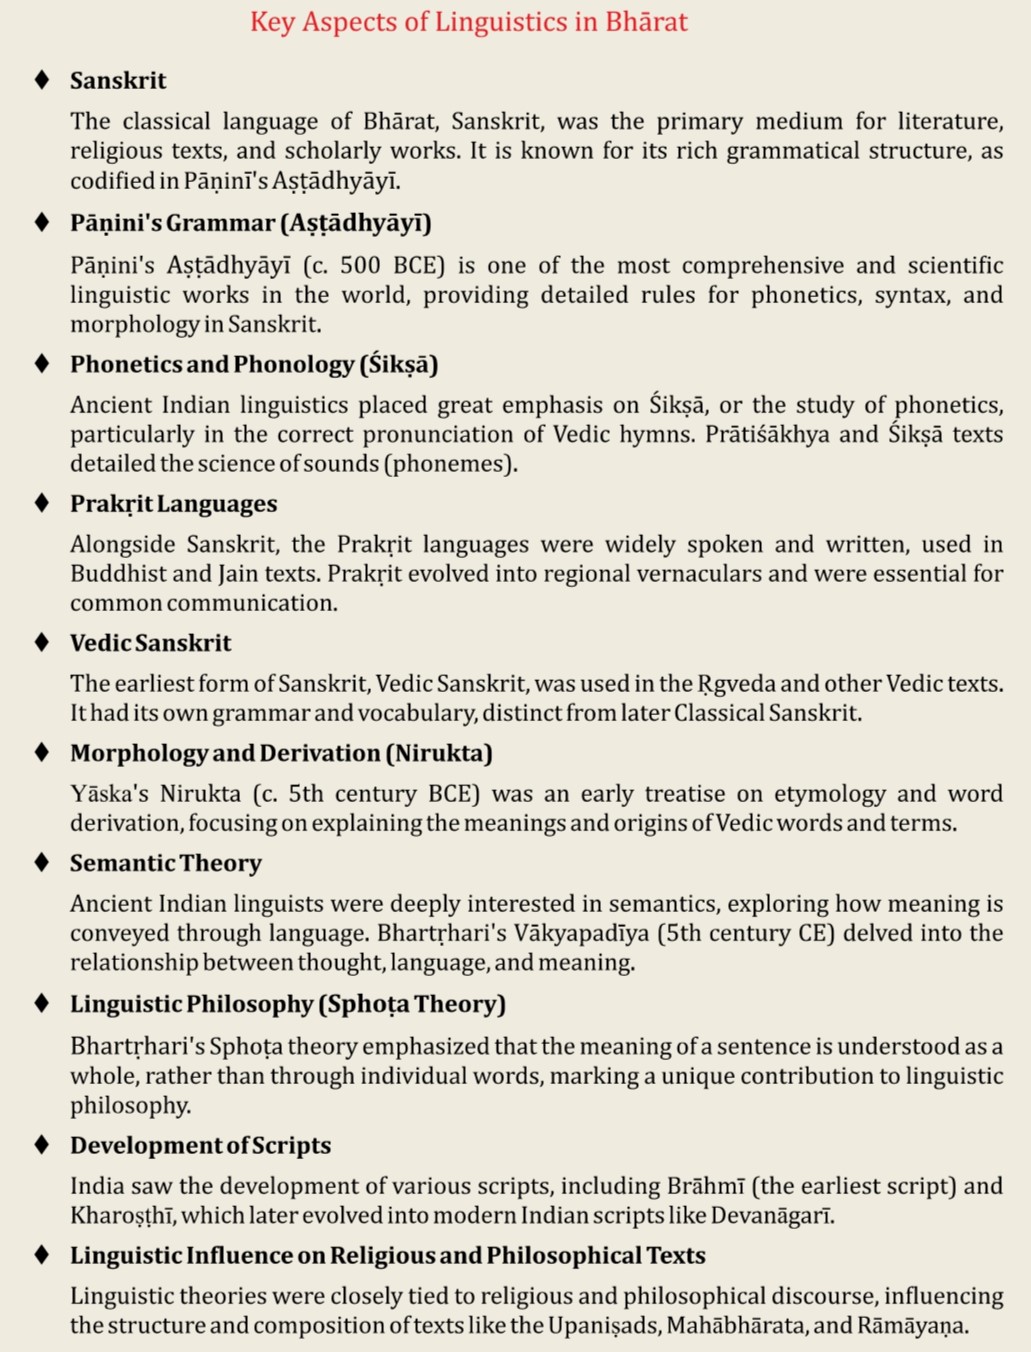 Key Aspects of Linguistics in Bhārat
♦ Sanskrit
The classical language of Bhārat, Sanskrit, was the primary medium for literature,
religious texts, and scholarly works. It is known for its rich grammatical structure, as
codified in Pāṇinī's Aṣṭādhyāyī.
♦ Pāṇini's Grammar (Aṣṭādhyāyī)
Pāṇini's Aṣṭādhyāyī (c. 500 BCE) is one of the most comprehensive and scientific
linguistic works in the world, providing detailed rules for phonetics, syntax, and
morphology in Sanskrit.
♦ Phonetics and Phonology (Śikṣā)
Ancient Indian linguistics placed great emphasis on Śikṣā, or the study of phonetics,
particularly in the correct pronunciation of Vedic hymns. Prātiśākhya and Śikṣā texts
detailed the science of sounds (phonemes).
♦ Prakṛit Languages
Alongside Sanskrit, the Prakṛit languages were widely spoken and written, used in
Buddhist and Jain texts. Prakṛit evolved into regional vernaculars and were essential for
common communication.
♦ Vedic Sanskrit
The earliest form of Sanskrit, Vedic Sanskrit, was used in the Ṛgveda and other Vedic texts.
It had its own grammar and vocabulary, distinct from later Classical Sanskrit.
♦ Morphology and Derivation (Nirukta)
Yāska's Nirukta (c. 5th century BCE) was an early treatise on etymology and word
derivation, focusing on explaining the meanings and origins of Vedic words and terms.
♦ Semantic Theory
Ancient Indian linguists were deeply interested in semantics, exploring how meaning is
conveyed through language. Bhartṛhari's Vākyapadīya (5th century CE) delved into the
relationship between thought, language, and meaning.
♦ Linguistic Philosophy (Sphoṭa Theory)
Bhartṛhari's Sphoṭa theory emphasized that the meaning of a sentence is understood as a
whole, rather than through individual words, marking a unique contribution to linguistic
philosophy.
♦ Development of Scripts
India saw the development of various scripts, including Brāhmī (the earliest script) and
Kharoṣṭhī, which later evolved into modern Indian scripts like Devanāgarī.
♦ Linguistic Influence on Religious and Philosophical Texts
Linguistic theories were closely tied to religious and philosophical discourse, influencing
the structure and composition of texts like the Upaniṣads, Mahābhārata, and Rāmāyaṇa.